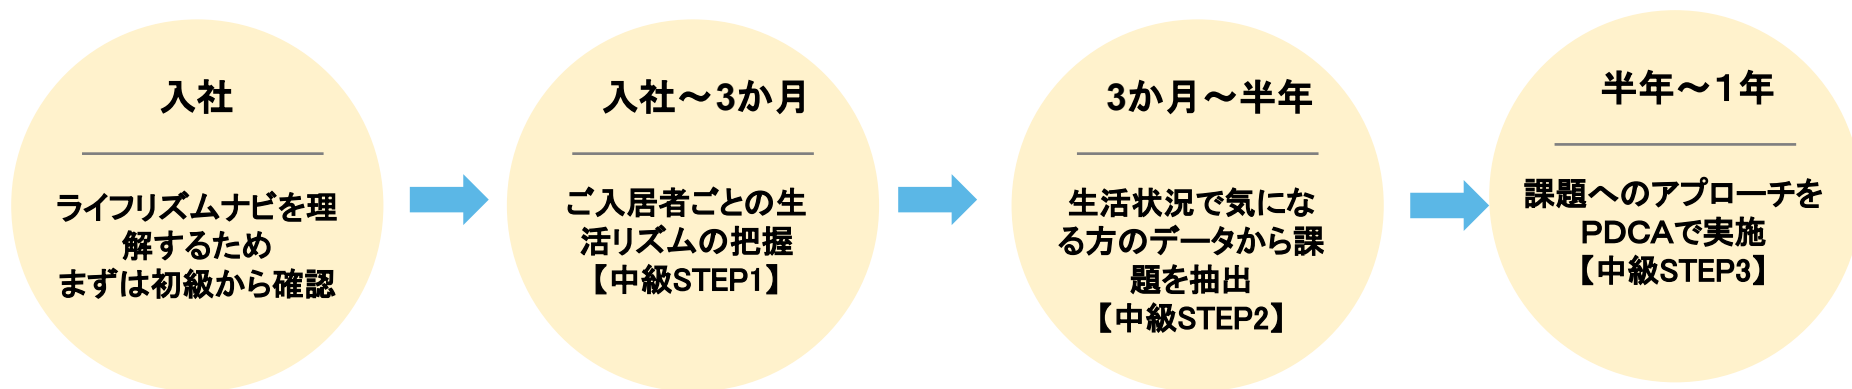 入社
ライフリズムナビを理
解するため
まずは初級から確認
入社～3か月
ご入居者ごとの生
活リズムの把握
【中級STEP1】
3か月～半年
生活状況で気にな
る方のデータから課
題を抽出
【中級STEP2】
半年～１年
課題へのアプローチを
PDCAで実施
【中級STEP3】